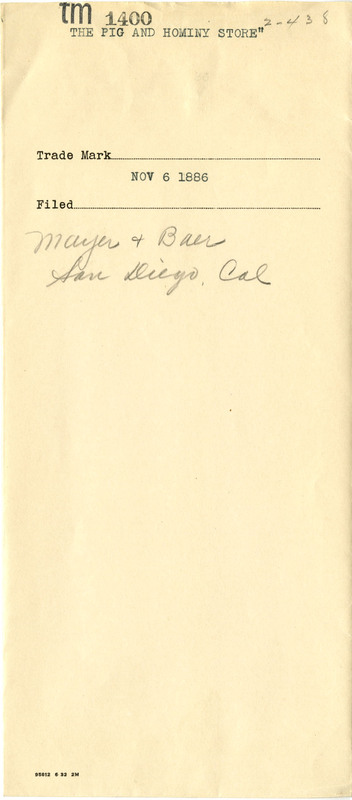 tm 1400 2-438
THE PIG AND HOMINY STORE"
Trade Mark
NOV 6 1886
Filed
Mayer & Baer
San Diego, Cal
95812 6 32 2M